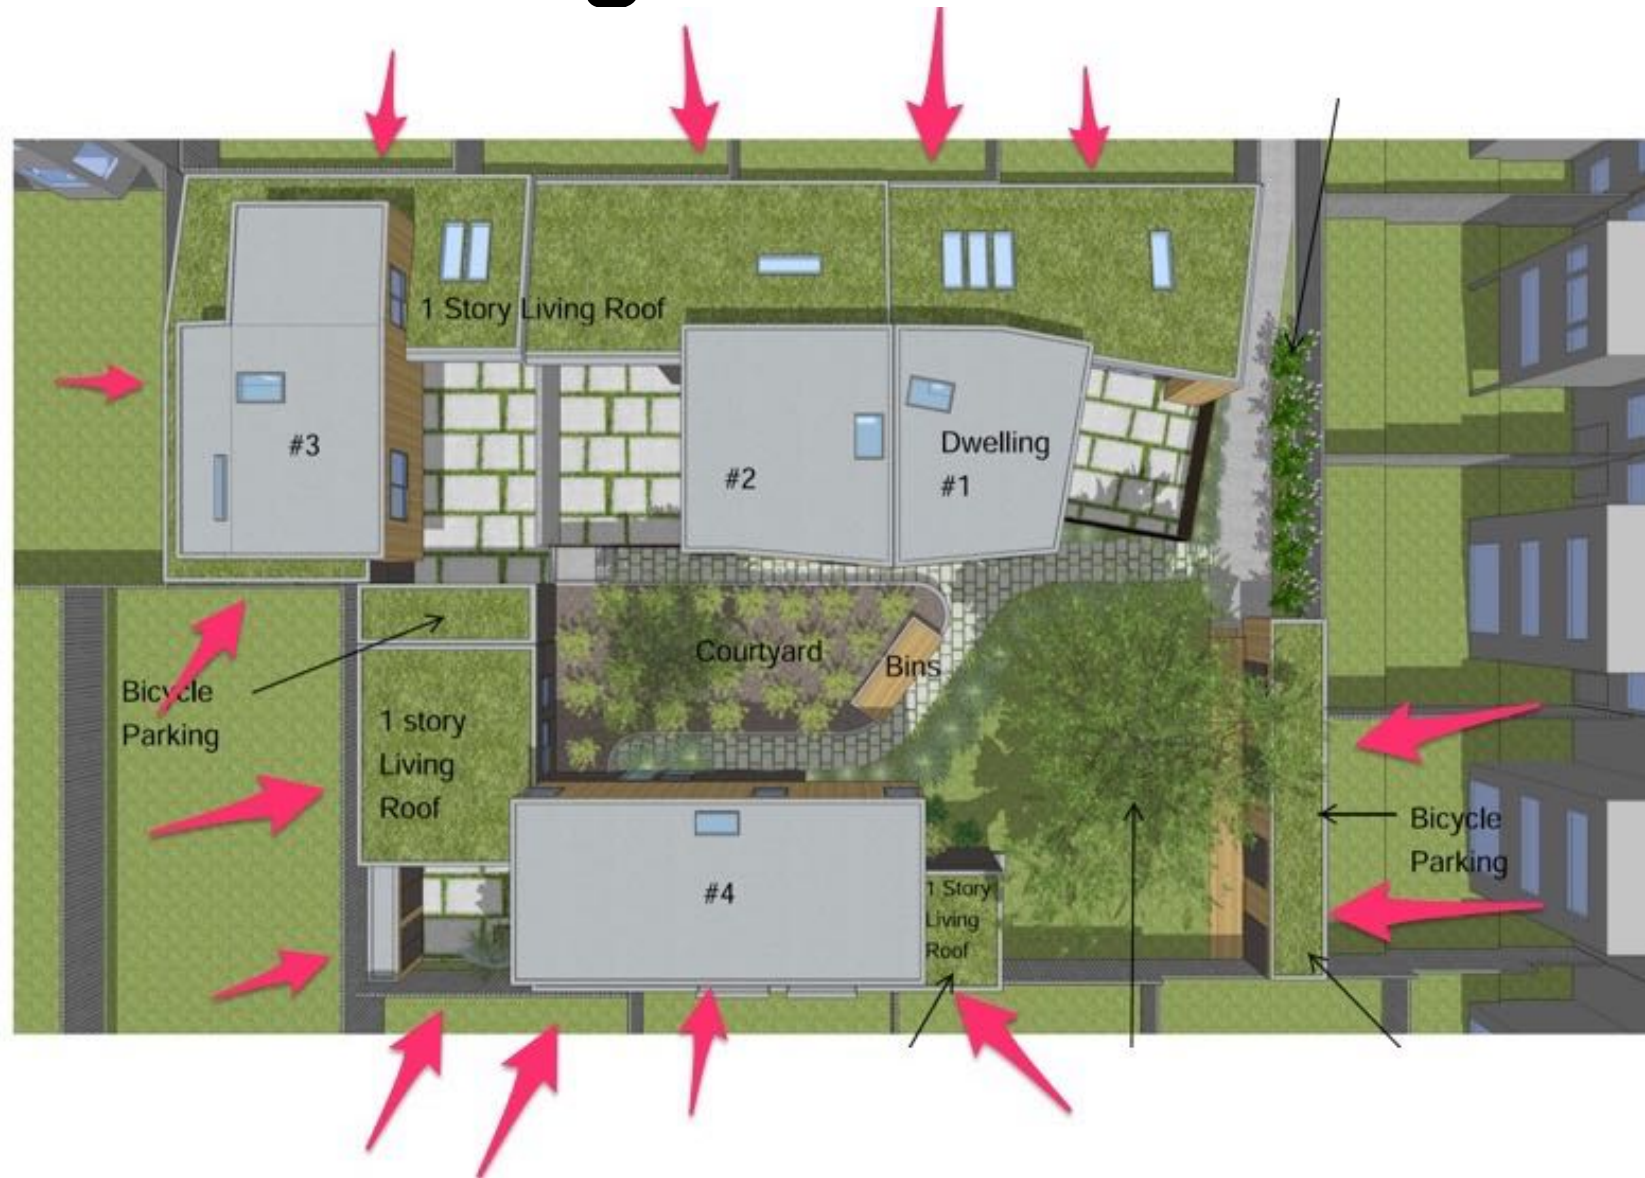 1 Story Living Roof
#3
Dwelling
#1
#2
Courtyard
Bins
Bicycle
Parking
1 story
Living
Roof
Bicycle
Parking
#4
1 Story
Living
Roof